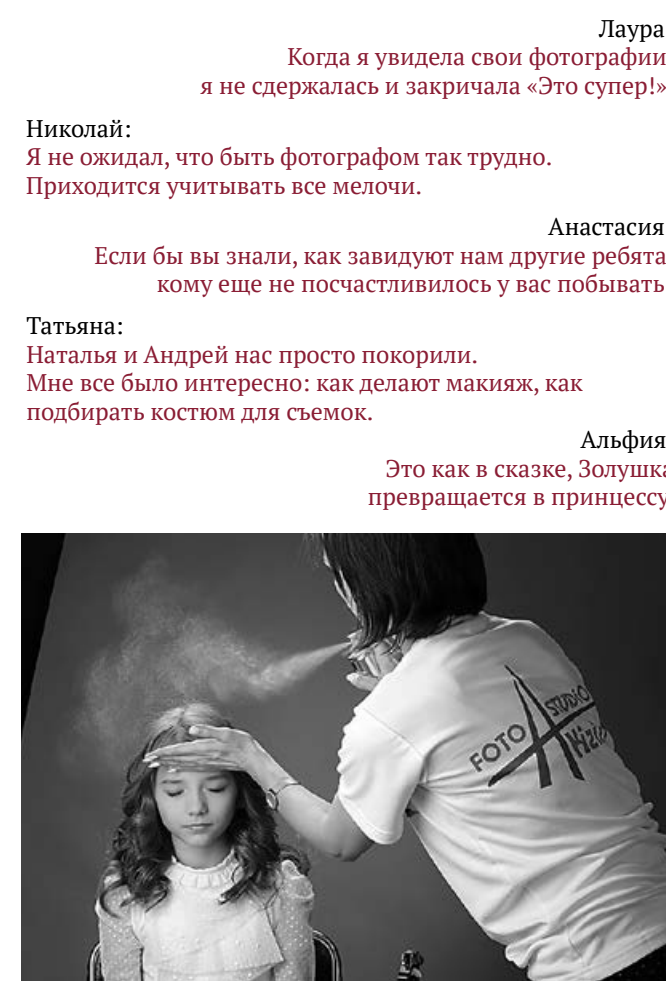 Лаура
Когда я увидела свои фотографии
я не сдержалась и закричала «Это супер!»
Николай:
Я не ожидал, что быть фотографом так трудно.
Приходится учитывать все мелочи.
Анастасия
Если бы вы знали, как завидуют нам другие ребята
кому еще не посчастливилось у вас побывать
Татьяна:
Наталья и Андрей нас просто покорили.
Мне все было интересно: как делают макияж, как
подбирать костюм для съемок.
Альфия
Это как в сказке, Золушка
превращается в принцессу
FOTO STUDIO